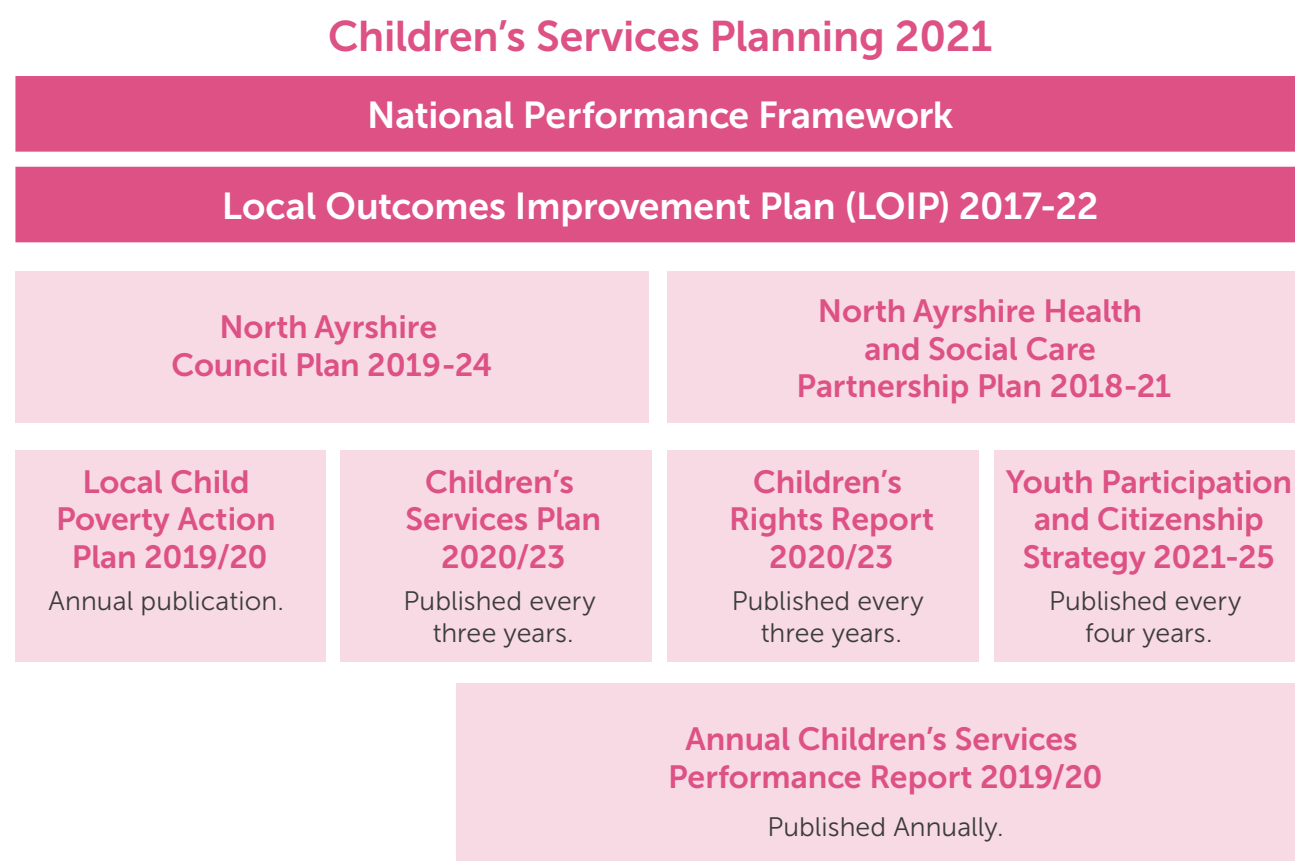 Children’s Services Planning 2021
National Performance Framework
Local Outcomes Improvement Plan (LOIP) 2017-22
North Ayrshire
Council Plan 2019-24
North Ayrshire Health
and Social Care
Partnership Plan 2018-21
Local Child
Poverty Action
Plan 2019/20
Annual publication.
Children’s
Services Plan
2020/23
Published every
three years.
Children’s
Rights Report
2020/23
Published every
three years.
Youth Participation
and Citizenship
Strategy 2021-25
Published every
four years.
Annual Children’s Services
Performance Report 2019/20
Published Annually.